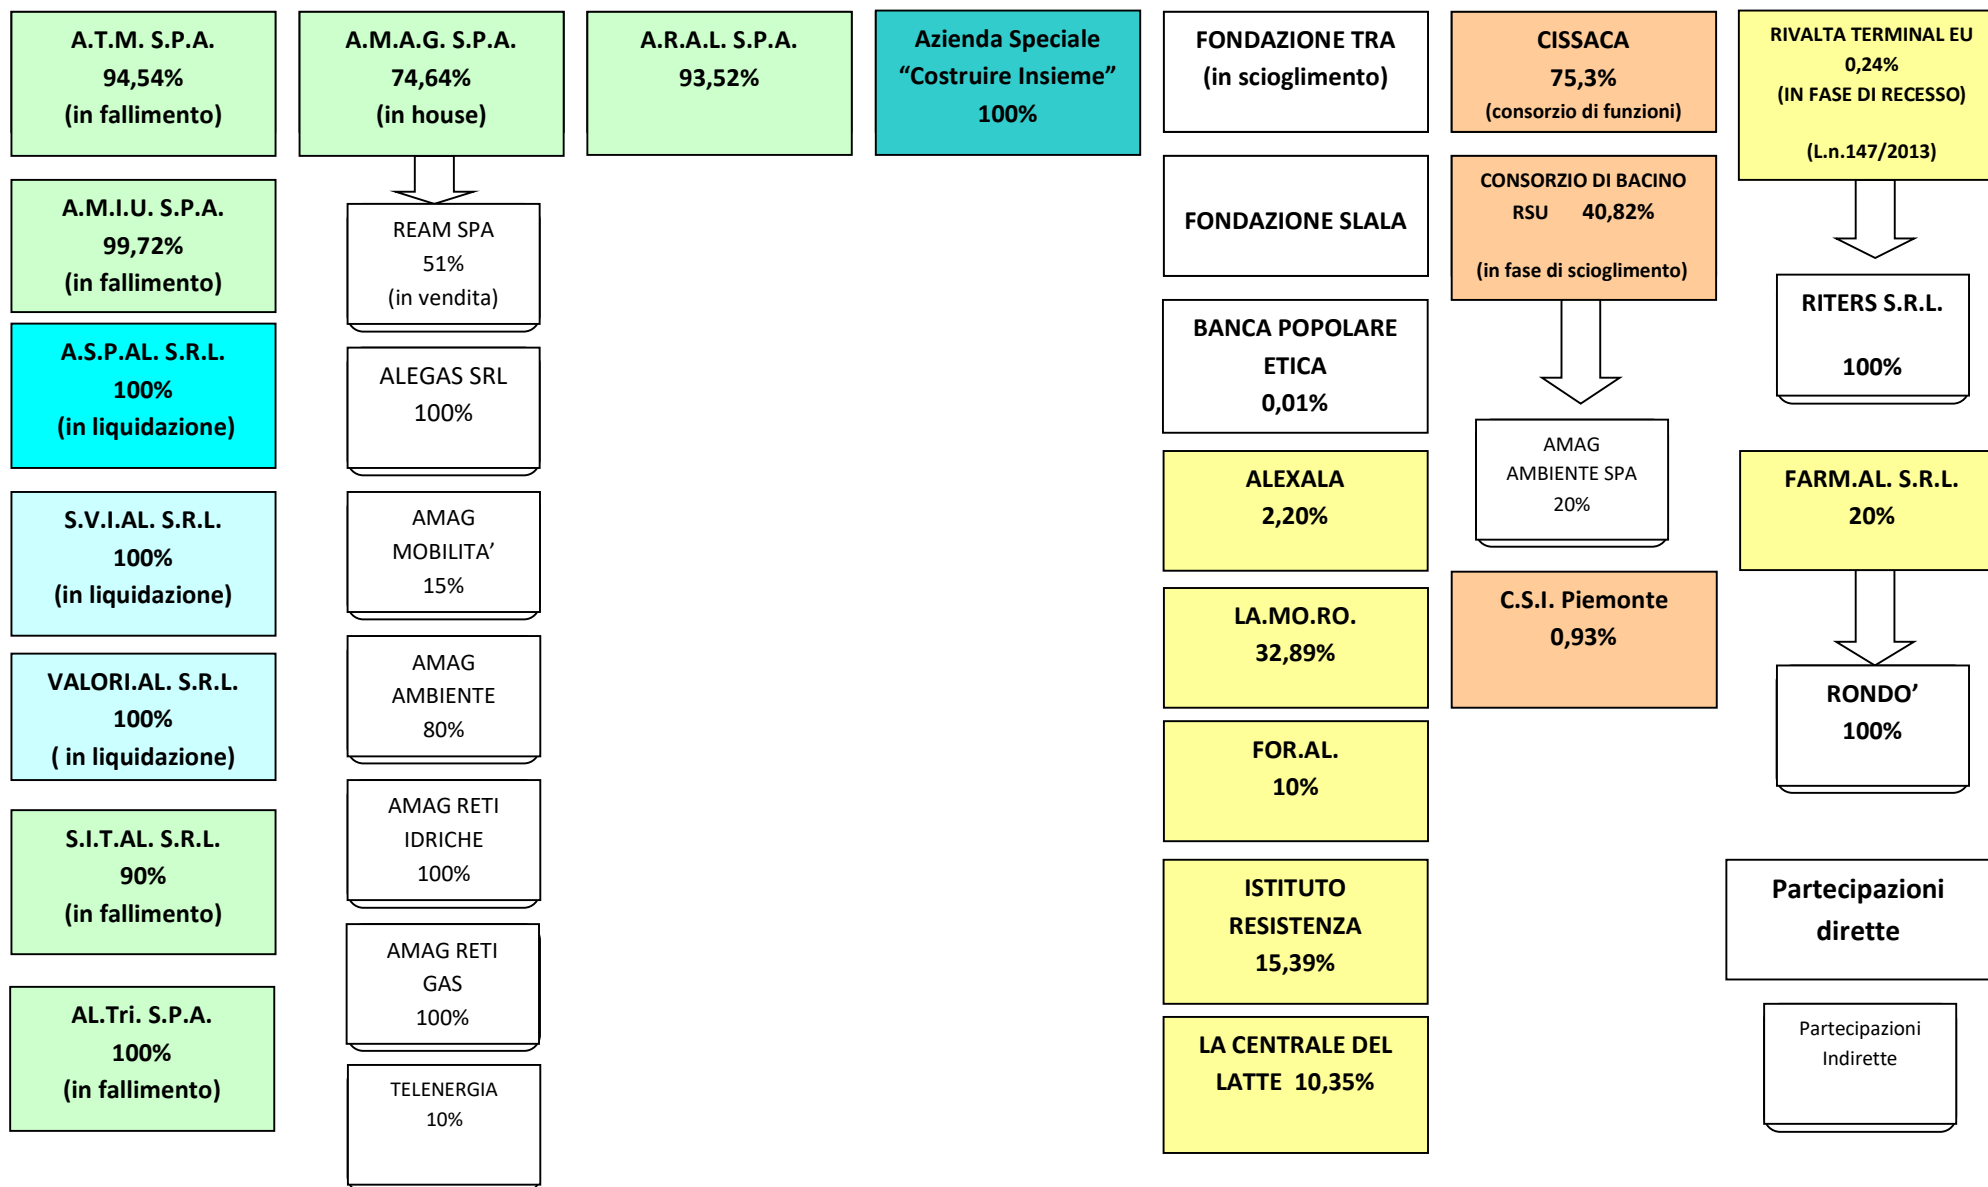 A.T.M. S.P.A.
94,54%
(in fallimento)
A.M.I.U. S.P.A.
99,72%
(in fallimento)
A.S.P.AL. S.R.L.
100%
(in liquidazione)
S.V.I.AL. S.R.L.
100%
(in liquidazione)
VALORI.AL. S.R.L.
100%
( in liquidazione)
S.I.T.AL. S.R.L.
90%
(in fallimento)
AL.Tri. S.P.A.
100%
(in fallimento)
A.M.A.G. S.P.A.
74,64%
(in house)
REAM SPA
51%
(in vendita)
ALEGAS SRL
100%
AMAG
MOBILITA’
15%
AMAG
AMBIENTE
80%
AMAG RETI
IDRICHE
100%
AMAG RETI
GAS
100%
TELENERGIA
10%
A.R.A.L. S.P.A.
93,52%
Azienda Speciale
“Costruire Insieme”
100%
FONDAZIONE TRA
(in scioglimento)
FONDAZIONE SLALA
BANCA POPOLARE
ETICA
0,01%
ALEXALA
2,20%
LA.MO.RO.
32,89%
FOR.AL.
10%
ISTITUTO
RESISTENZA
15,39%
LA CENTRALE DEL
LATTE 10,35%
CISSACA
75,3%
(consorzio di funzioni)
CONSORZIO DI BACINO
RSU 40,82%
(in fase di scioglimento)
AMAG
AMBIENTE SPA
20%
C.S.I. Piemonte
0,93%
RIVALTA TERMINAL EU
0,24%
(IN FASE DI RECESSO)
(L.n.147/2013)
RITERS S.R.L.
100%
FARM.AL. S.R.L.
20%
RONDO’
100%
Partecipazioni
dirette
Partecipazioni
Indirette